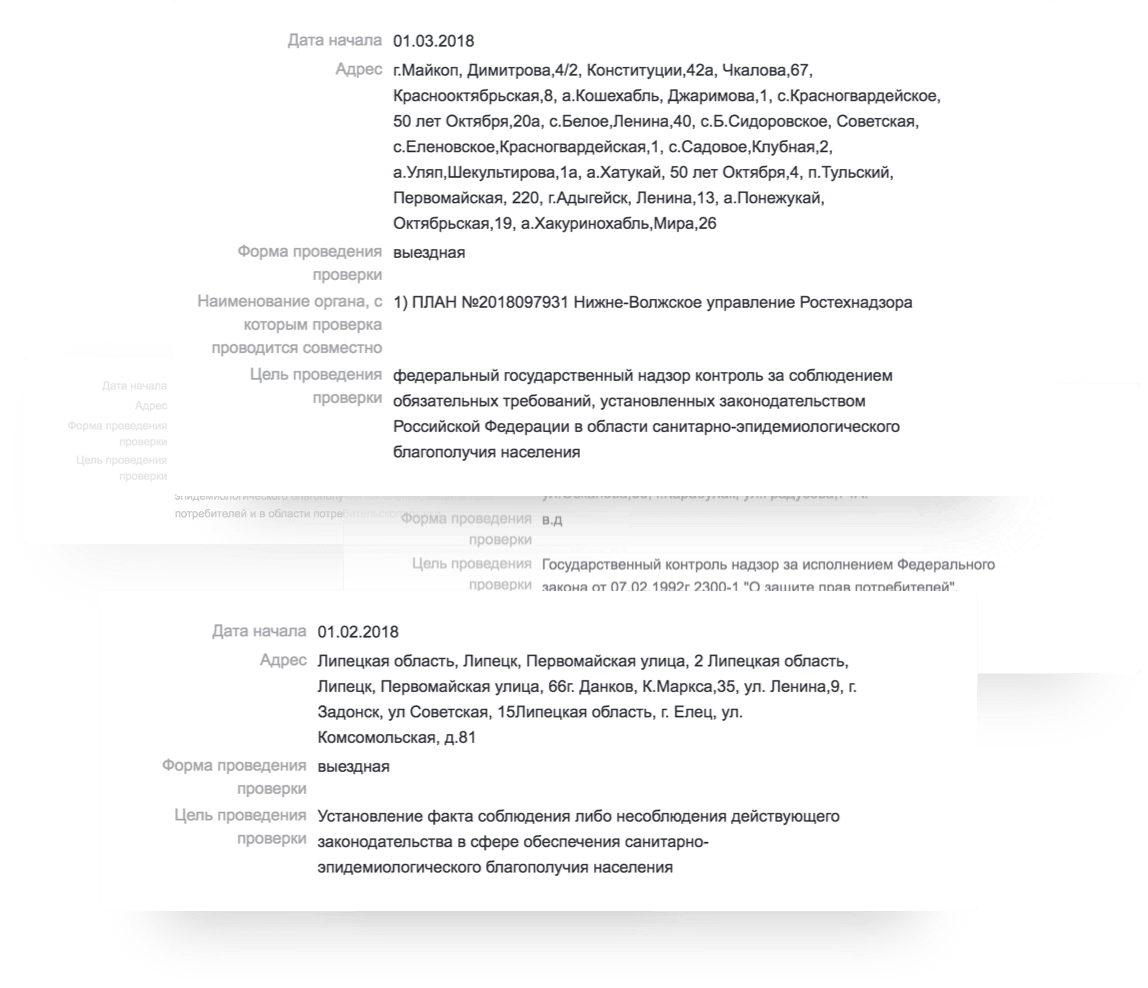 Дата начала 01.03.2018
Адрес г.Майкоп, Димитрова,4/2, Конституции,42а, Чкалова,67,
Краснооктябрьская,8, а.Кошехабль, Джаримова,1, с.Красногвардейское,
50 лет Октября,20а, с.Белое,Ленина,40, с.Б.Сидоровское, Советская,
с.Еленовское,Красногвардейская,1, с.Садовое,Клубная,2,
а.Уляп,Шекультирова,1а, а.Хатукай, 50 лет Октября,4, п.Тульский,
Первомайская, 220, г.Адыгейск, Ленина,13, а.Понежукай,
Октябрьская,19, а.Хакуринохабль,Мира,26
Форма проведения выездная
проверки
Наименование органа, с 1) ПЛАН №2018097931 Нижне-Волжское управление Ростехнадзора
которым проверка
проводится совместно
Цель проведения федеральный государственный надзор контроль за соблюдением
проверки обязательных требований, установленных законодательством
Российской Федерации в области санитарно-эпидемиологического
благополучия населения
Дата начала
Адрес
Форма проведения
проверки
Цель проведения
проверки
потребителей и в области
Форма проведения в.д
проверки
Цель проведения Государственный контроль надзор за исполнением Федерального
проверки закона от 07.02.1992г 2300-1 "О защите прав потребителей".
Дата начала 01.02.2018
Адрес Липецкая область, Липецк, Первомайская улица, 2 Липецкая область,
Липецк, Первомайская улица, 66г. Данков, К.Маркса,35, ул. Ленина,9, г.
Задонск, ул Советская, 15Липецкая область, г. Елец, ул.
Комсомольская, д.81
Форма проведения выездная
проверки
Цель проведения Установление факта соблюдения либо несоблюдения действующего
проверки законодательства в сфере обеспечения санитарно-
эпидемиологического благополучия населения